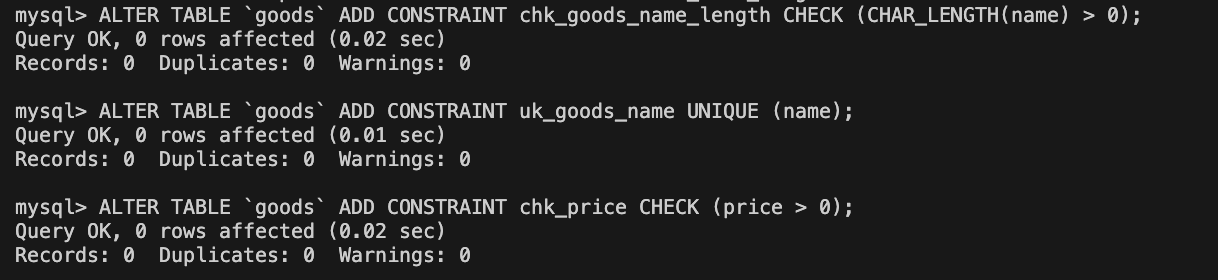 mysql> ALTER TABLE `goods` ADD CONSTRAINT chk_goods_name_length CHECK (CHAR_LENGTH(name) > 0);
Query OK, 0 rows affected (0.02 sec)
Records: 0  Duplicates: 0  Warnings: 0
mysql> ALTER TABLE `goods` ADD CONSTRAINT uk_goods_name UNIQUE (name);
Query OK, 0 rows affected (0.01 sec)
Records: 0  Duplicates: 0  Warnings: 0
mysql> ALTER TABLE `goods` ADD CONSTRAINT chk_price CHECK (price > 0);
Query OK, 0 rows affected (0.02 sec)
Records: 0  Duplicates: 0  Warnings: 0